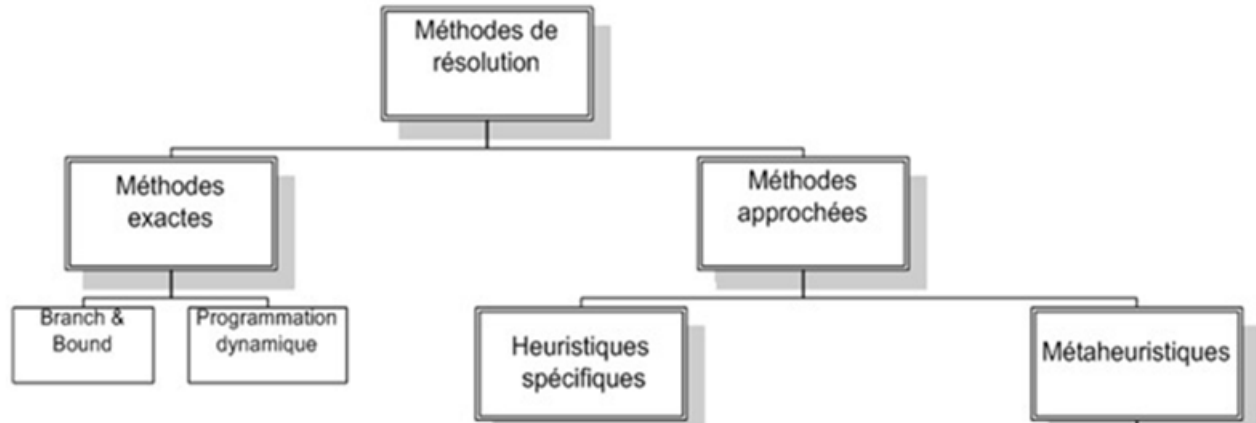 Méthodes de
résolution
Méthodes
exactes
Méthodes
approchées
Branch &
Bound
Programmation
dynamique
Heuristiques
spécifiques
Métaheuristiques